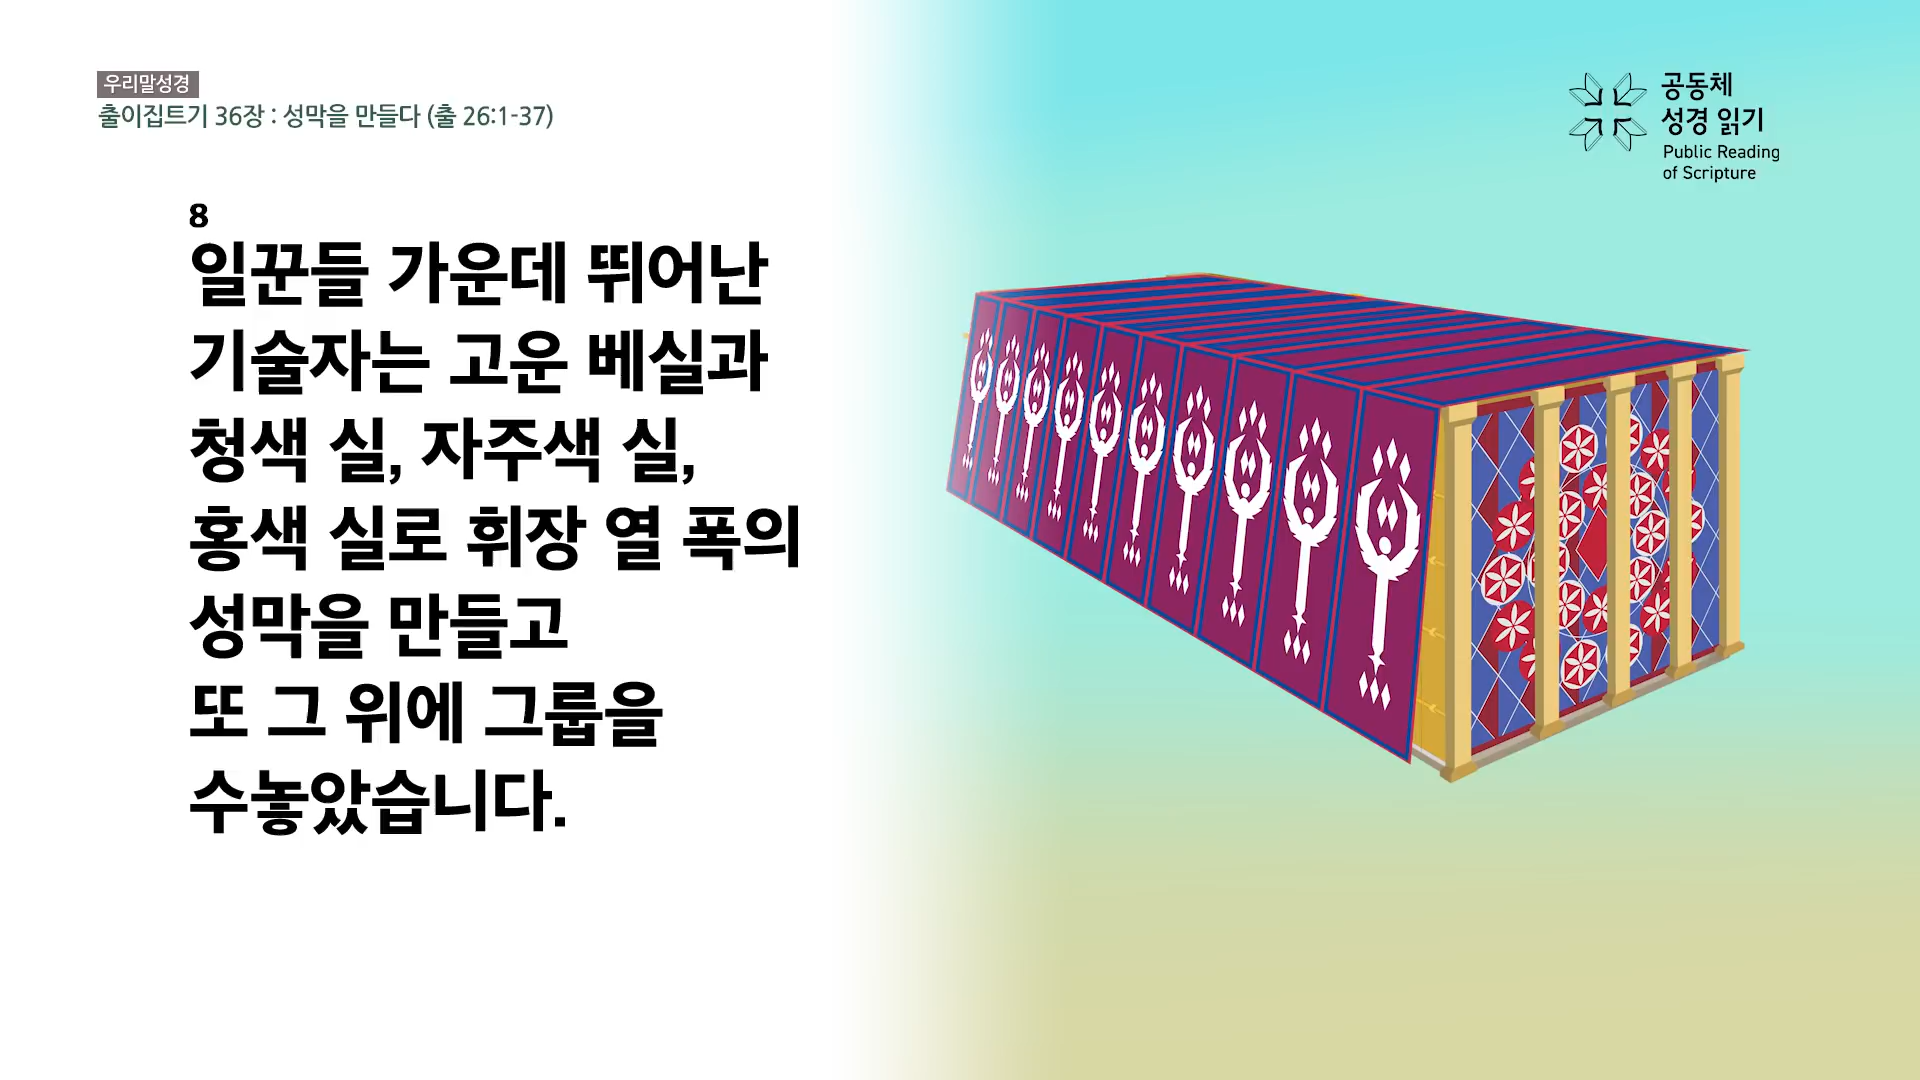 우리말성경
출이집트기 36장 : 성막을 만들다 (출 26:1-37)
공동체
성경 읽기
Public Reading
of Scripture
8
일꾼들 가운데 뛰어난
기술자는 고운 베실과
청색 실, 자주색 실,
홍색 실로 휘장 열 폭의
성막을 만들고
또 그 위에 그룹을
수놓았습니다.